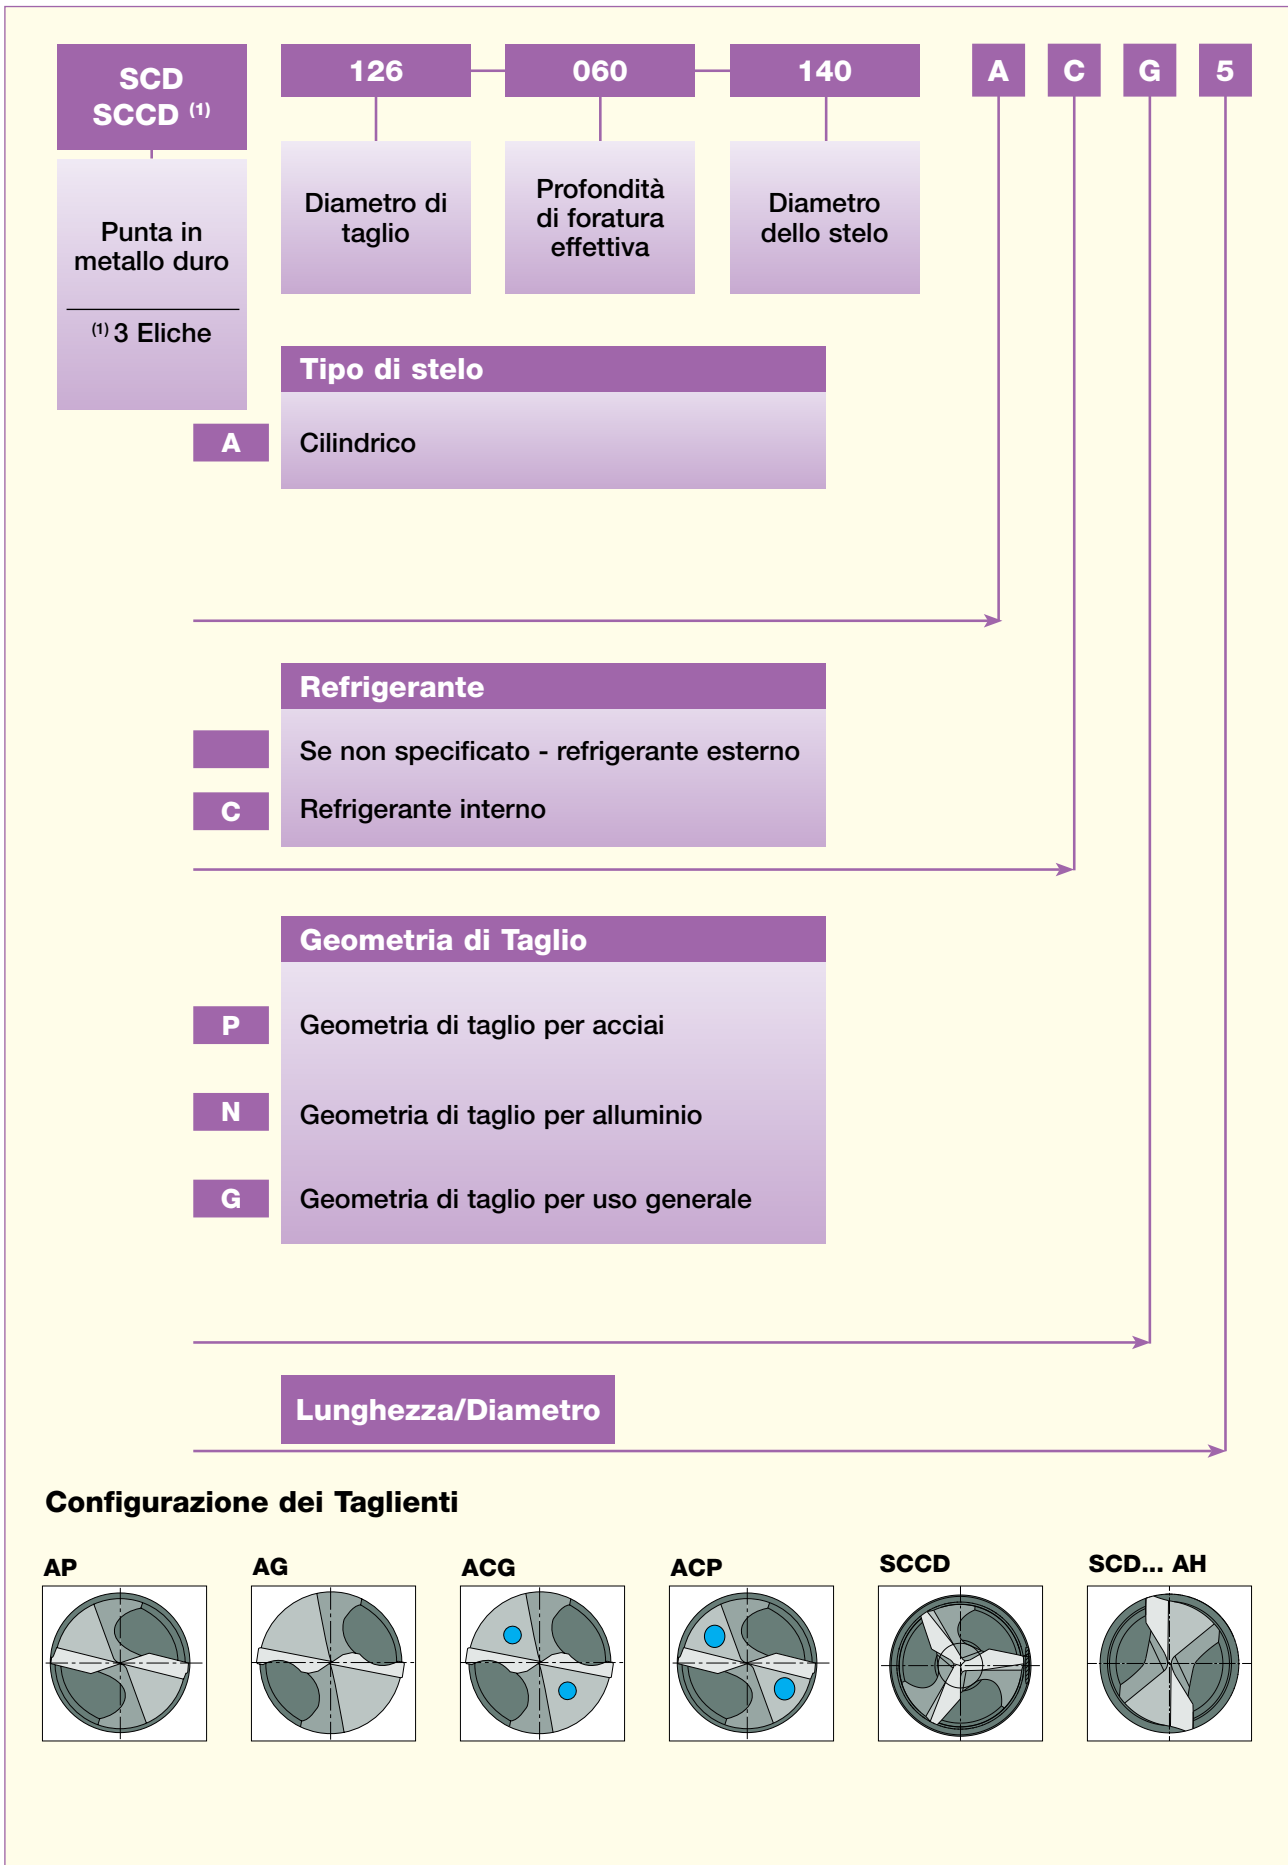 SCD
SCCD (1)
126
060
140
A
C
G
5
Punta in
metallo duro
(1) 3 Eliche
Diametro di
taglio
Profondità
di foratura
effettiva
Diametro
dello stelo
Tipo di stelo
A
Cilindrico
Refrigerante
Se non specificato - refrigerante esterno
C
Refrigerante interno
Geometria di Taglio
P
Geometria di taglio per acciai
N
Geometria di taglio per alluminio
G
Geometria di taglio per uso generale
Lunghezza/Diametro
Configurazione dei Taglienti
AP
AG
ACG
ACP
SCCD
SCD... AH